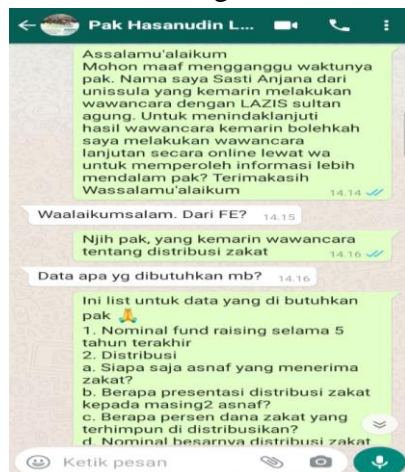 Pak Hasanudin L...
Assalamu'alaikum
Mohon maaf mengganggu waktunya
pak. Nama saya Sasti Anjana dari
unissula yang kemarin melakukan
wawancara dengan LAZIS sultan
agung. Untuk menindaklanjuti
hasil wawancara kemarin bolehkah
saya melakukan wawancara
lanjutan secara online lewat wa
untuk memperoleh informasi lebih
mendalam pak? Terimakasih
Wassalamu'alaikum
14.14
Waalaikumsalam. Dari FE? 14.15
Njih pak, yang kemarin wawancara
tentang distribusi zakat 14.16
Data apa yg dibutuhkan mb? 14.16
Ini list untuk data yang di butuhkan
pak 🙏
1. Nominal fund raising selama 5
tahun terakhir
2. Distribusi
a. Siapa saja asnaf yang menerima
zakat?
b. Berapa presentasi distribusi zakat
kepada masing2 asnaf?
c. Berapa persen dana zakat yang
terhimpun di distribusikan?
d. Nominal besarnya distribusi zakat
Ketik pesan